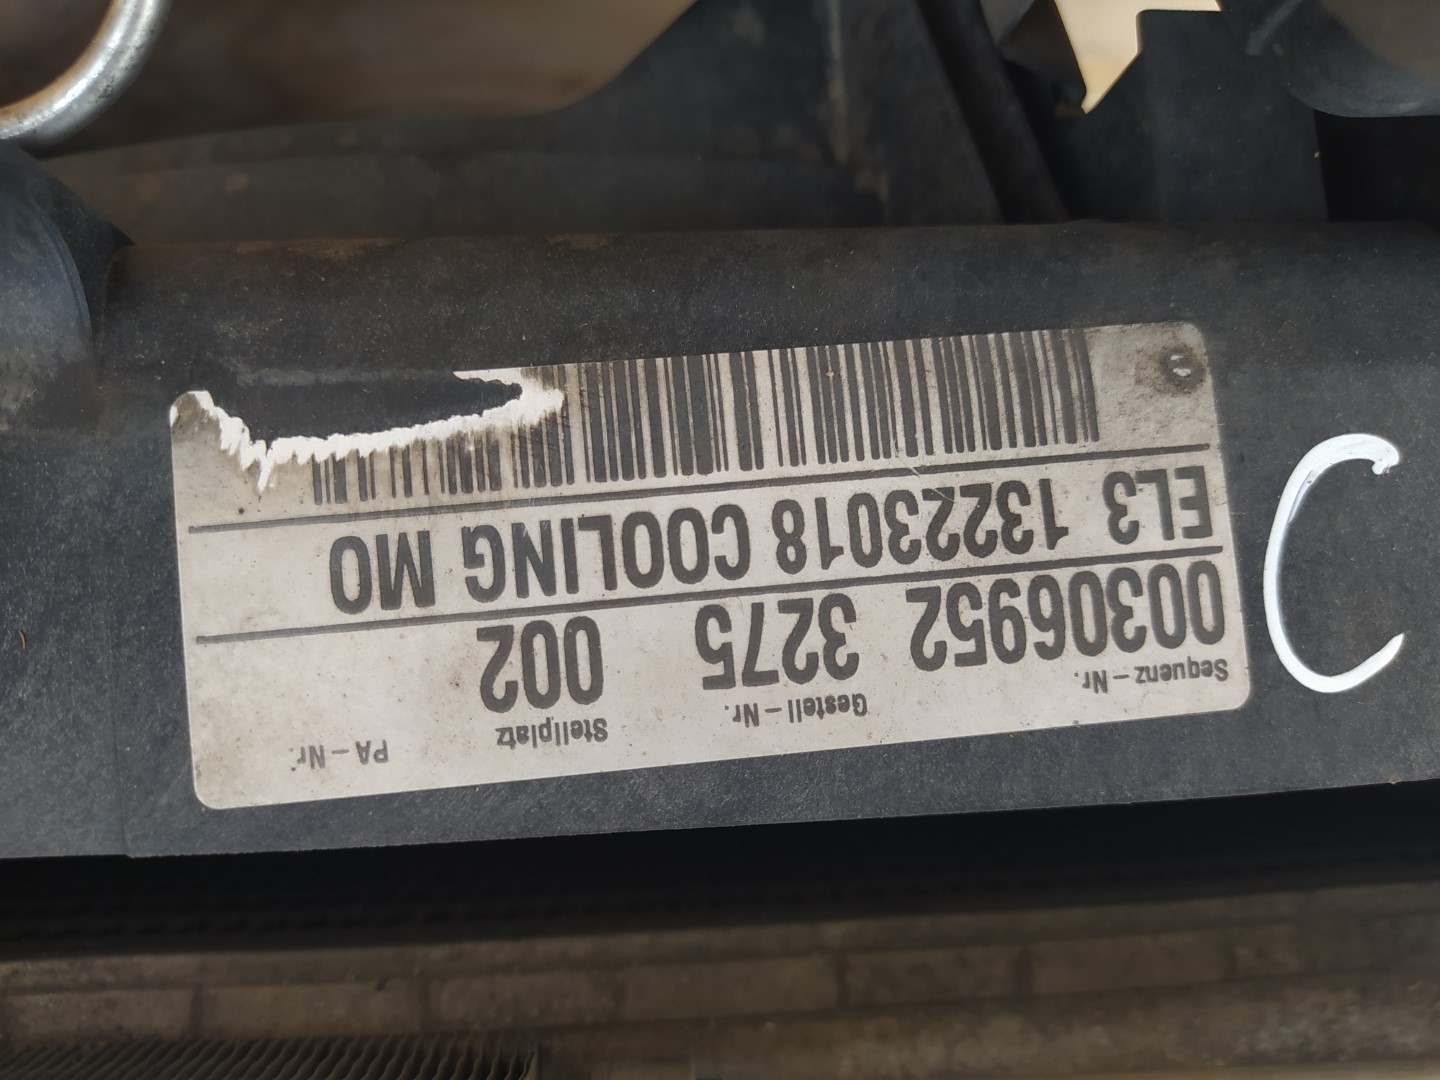 Sequenz-Nr. Gestell-Nr. Stellplatz PA-Nr.
00306952 3275 002
EL3 13223018 COOLING MO
C